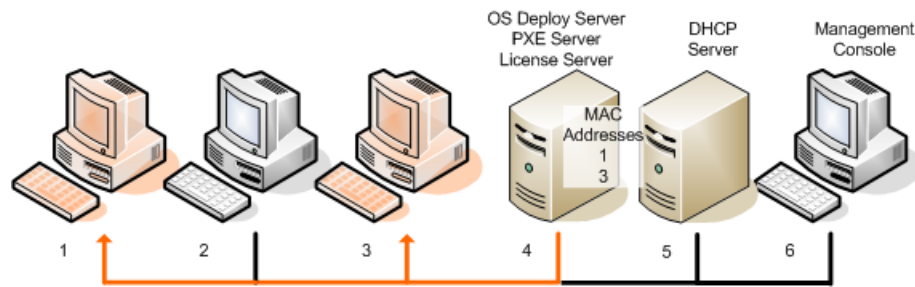 OS Deploy Server
PXE Server
License Server
DHCP
Server
Management
Console
MAC
Addresses
1
3
1
2
3
4
5
6